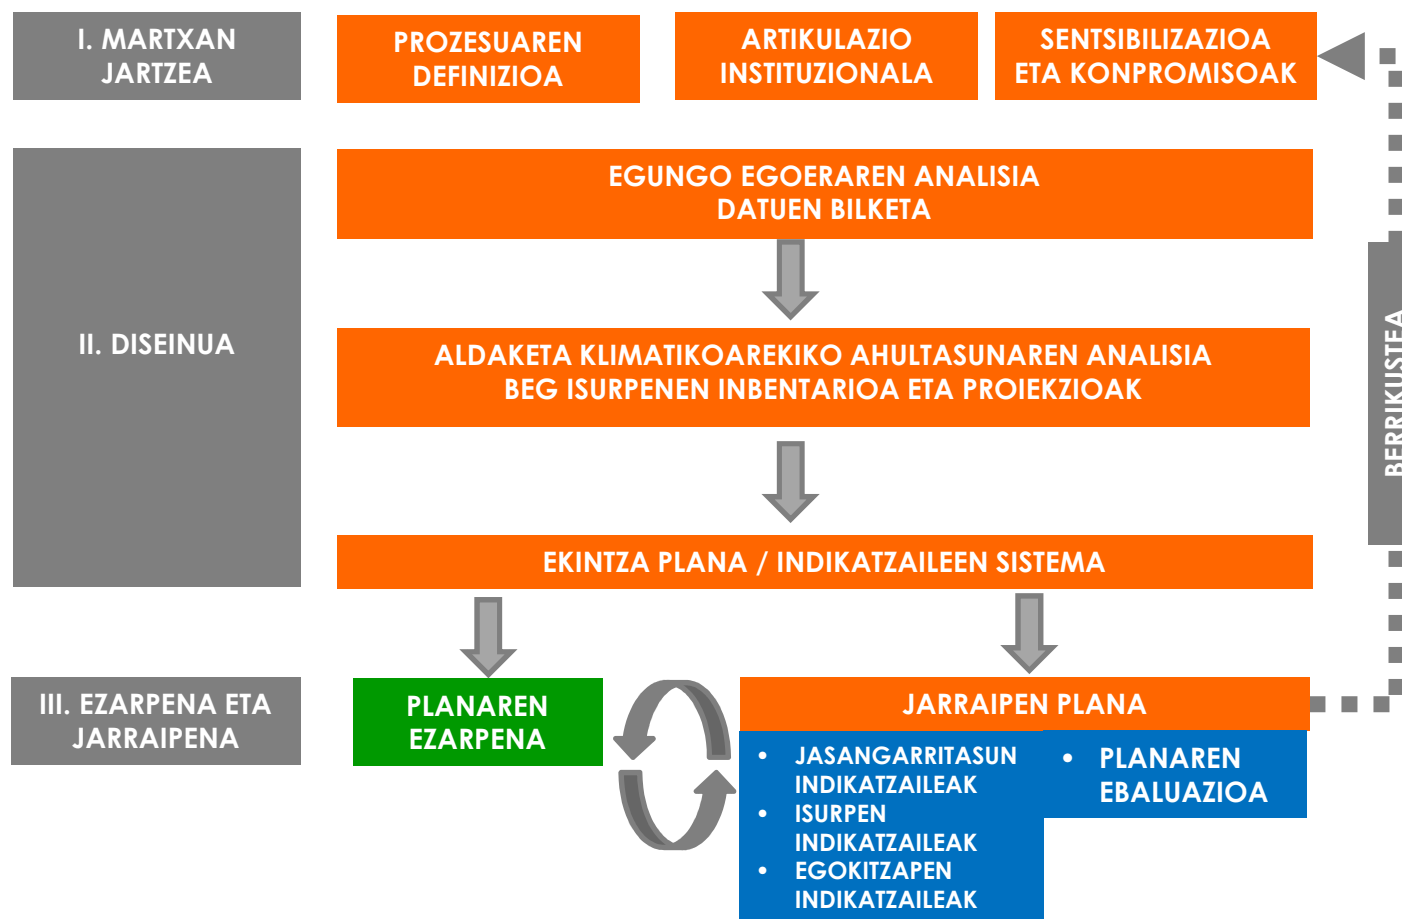 I. MARTXAN
JARTZEA
PROZESUAREN
DEFINIZIOA
ARTIKULAZIO
INSTITUZIONALA
SENTSIBILIZAZIOA
ETA KONPROMISOAK
II. DISEINUA
EGUNGO EGOERAREN ANALISIA
DATUEN BILKETA
ALDAKETA KLIMATIKOAREKIKO AHULTASUNAREN ANALISIA
BEG ISURPENEN INBENTARIOA ETA PROIEKZIOAK
EKINTZA PLANA / INDIKATZAILEEN SISTEMA
BERRIKUSTEA
III. EZARPENA ETA
JARRAIPENA
PLANAREN
EZARPENA
JARRAIPEN PLANA
• JASANGARRITASUN
INDIKATZAILEAK
• ISURPEN
INDIKATZAILEAK
• EGOKITZAPEN
INDIKATZAILEAK
• PLANAREN
EBALUAZIOA